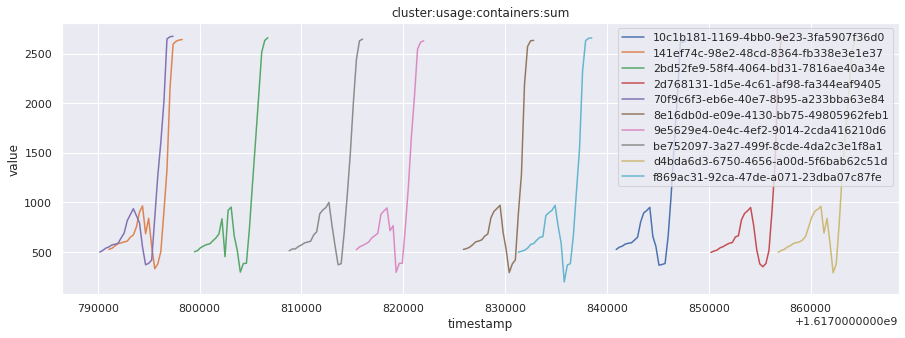 cluster:usage:containers:sum
value
2500
2000
1500
1000
500
10c1b181-1169-4bb0-9e23-3fa5907f36d0
141ef74c-98e2-48cd-8364-fb338e3e1e37
2bd52fe9-58f4-4064-bd31-7816ae40a34e
2d768131-1d5e-4c61-af98-fa344eaf9405
70f9c6f3-eb6e-40e7-8b95-a233bba63e84
8e16db0d-e09e-4130-bb75-49805962feb1
9e5629e4-0e4c-4ef2-9014-2cda416210d6
be752097-3a27-499f-8cde-4da2c3e1f8a1
d4bda6d3-6750-4656-a00d-5f6bab62c51d
f869ac31-92ca-47de-a071-23dba07c87fe
790000 800000 810000 820000 830000 840000 850000 860000
timestamp
+1.6170000000e9